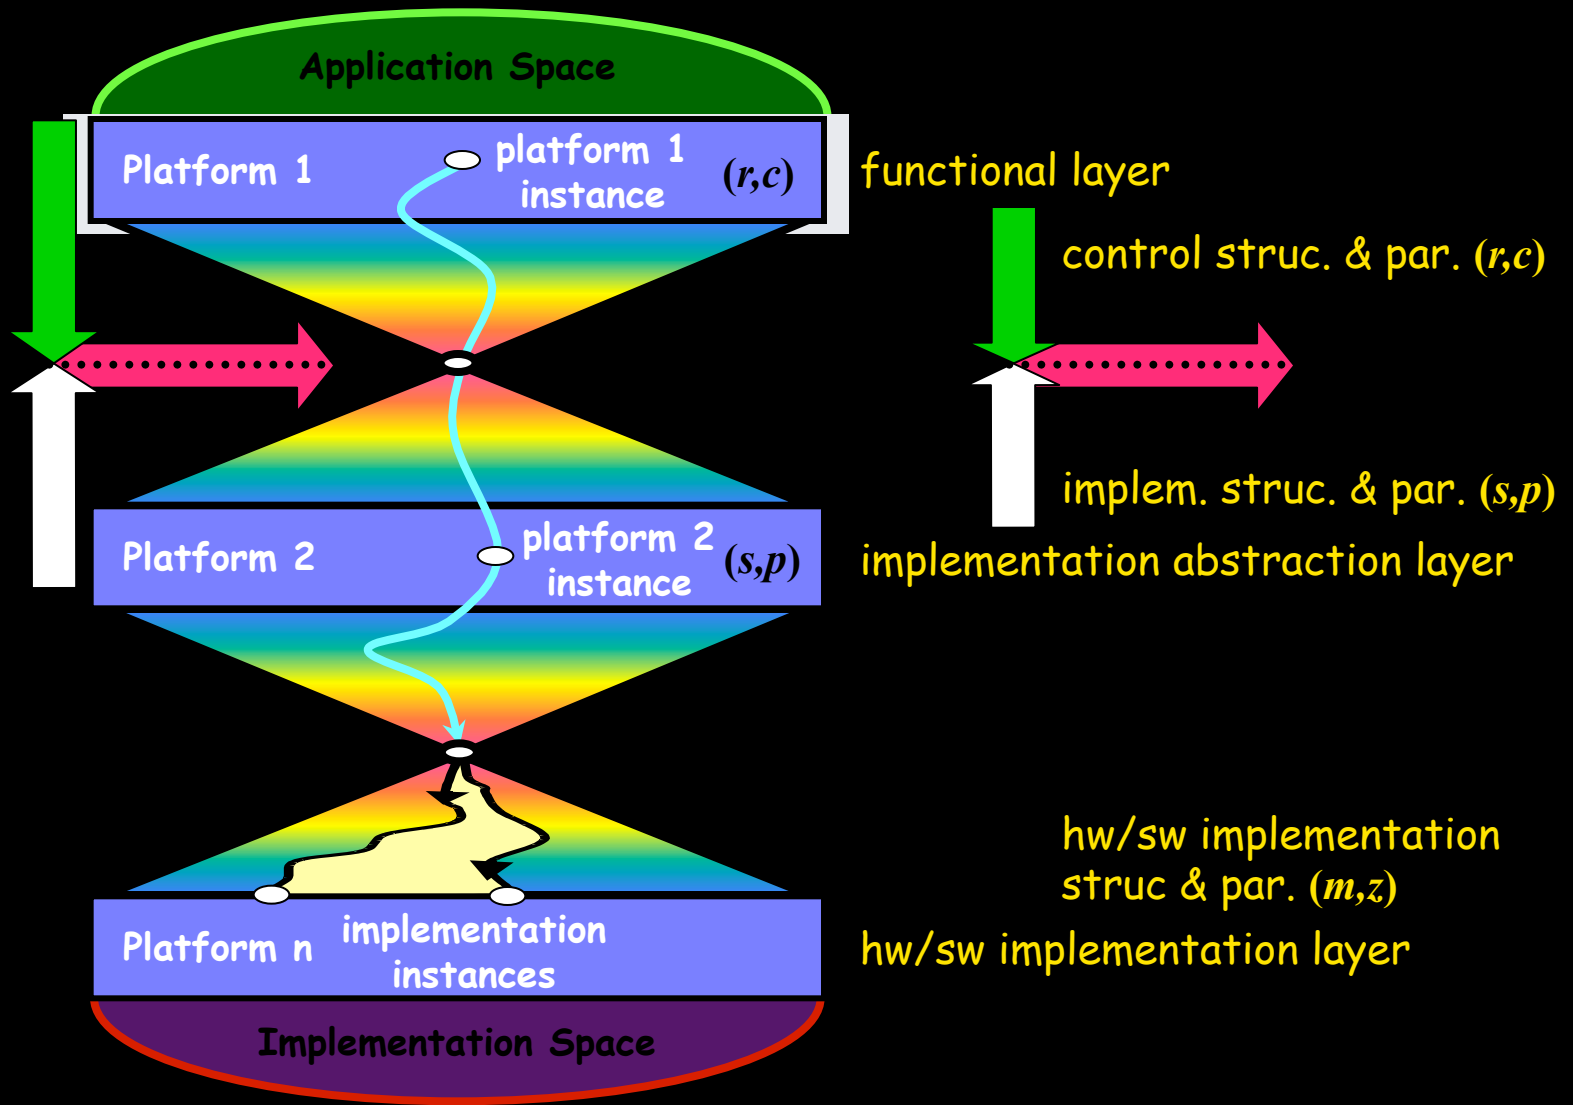 Application Space
Platform 1
platform 1
instance
(r,c)
functional layer
control struc. & par. (r,c)
implem. struc. & par. (s,p)
Platform 2
platform 2
instance
(s,p)
implementation abstraction layer
hw/sw implementation
struc & par. (m,z)
Platform n
implementation
instances
hw/sw implementation layer
Implementation Space